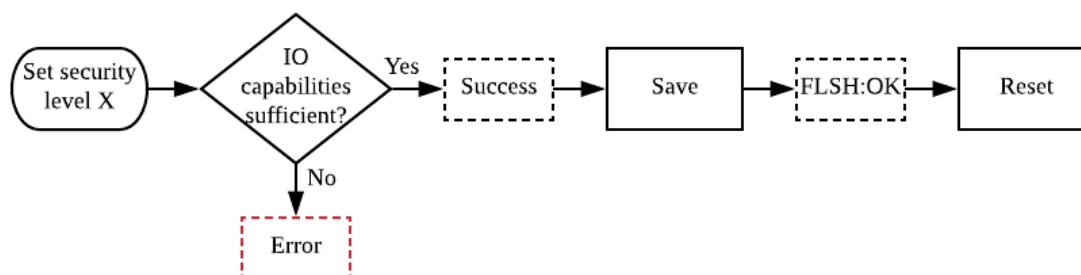 Set security
level X
IO
capabilities
sufficient?
Yes
Success
Save
FLSH:OK
Reset
No
Error